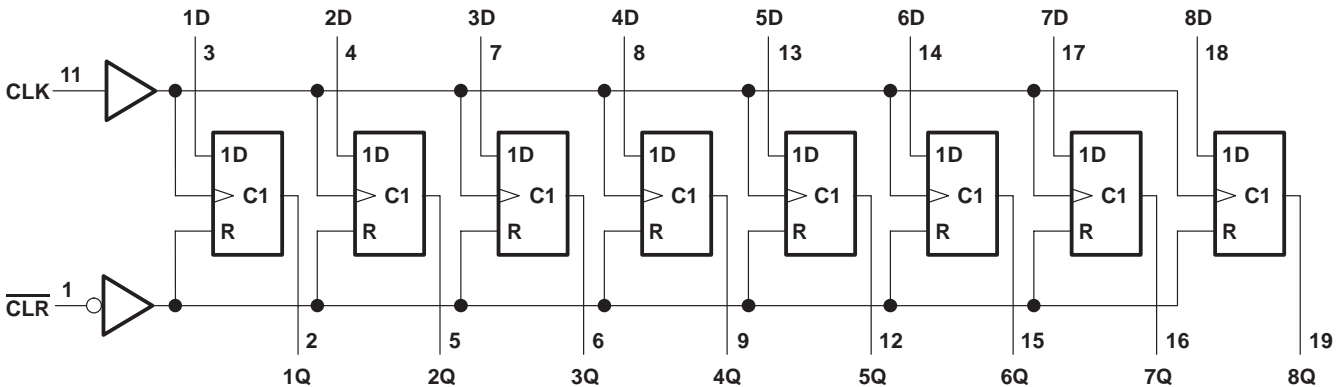 1D 2D 3D 4D 5D 6D 7D 8D
3 4 7 8 13 14 17 18
CLK 11
1D 1D 1D 1D 1D 1D 1D 1D
C1 C1 C1 C1 C1 C1 C1 C1
R R R R R R R R
CLR 1
2 5 6 9 12 15 16 19
1Q 2Q 3Q 4Q 5Q 6Q 7Q 8Q